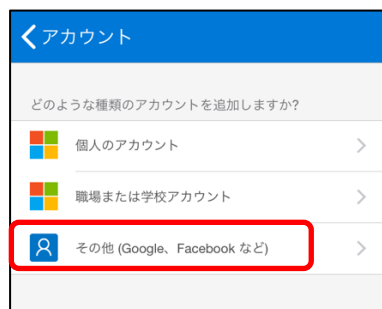 アカウント
どのような種類のアカウントを追加しますか?
個人のアカウント
職場または学校アカウント
その他 (Google、Facebook など)